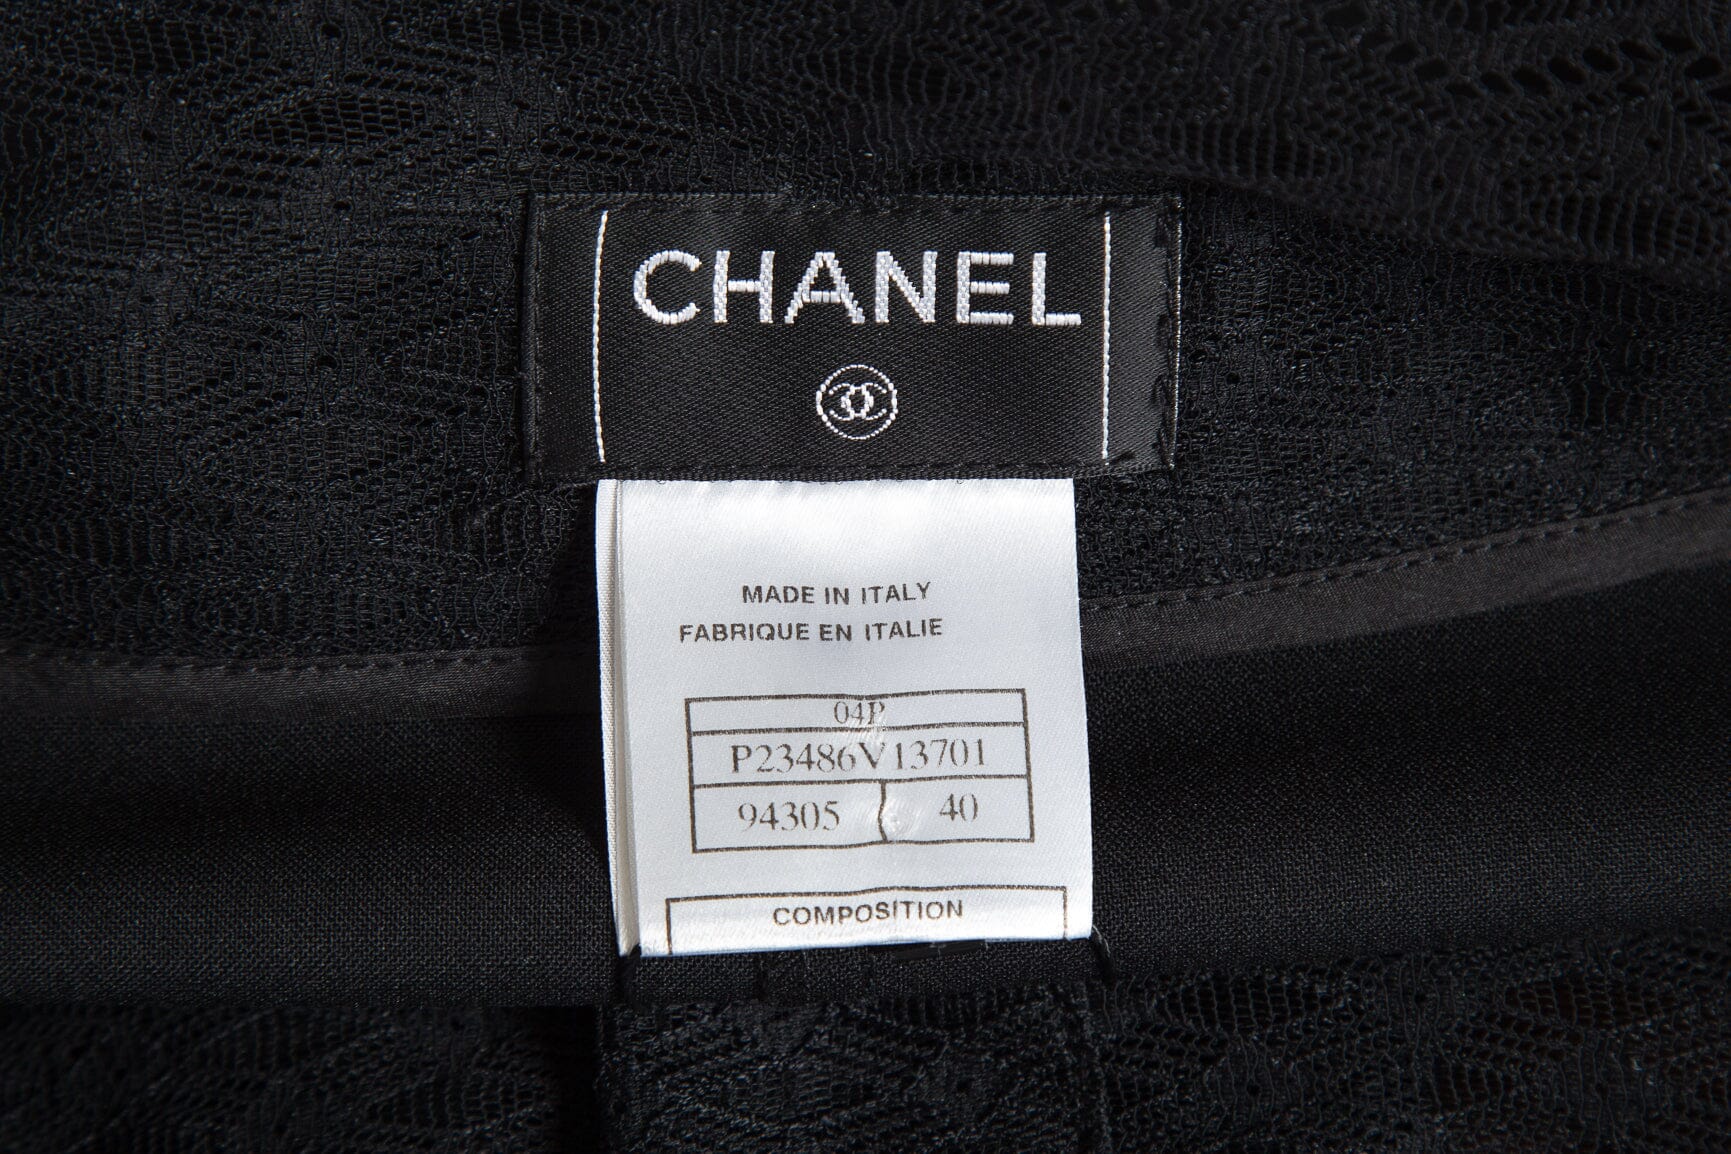 CHANEL
MADE IN ITALY
FABRIQUE EN ITALIE
04P
P23486V13701
94305 40
COMPOSITION